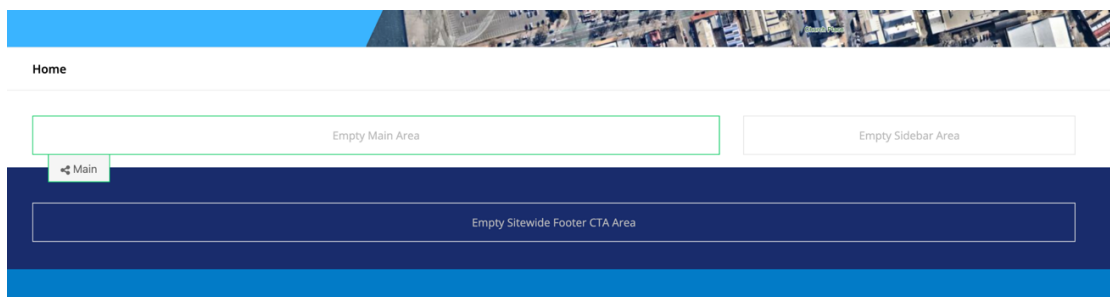 Home
Empty Main Area
Empty Sidebar Area
Main
Empty Sitewide Footer CTA Area